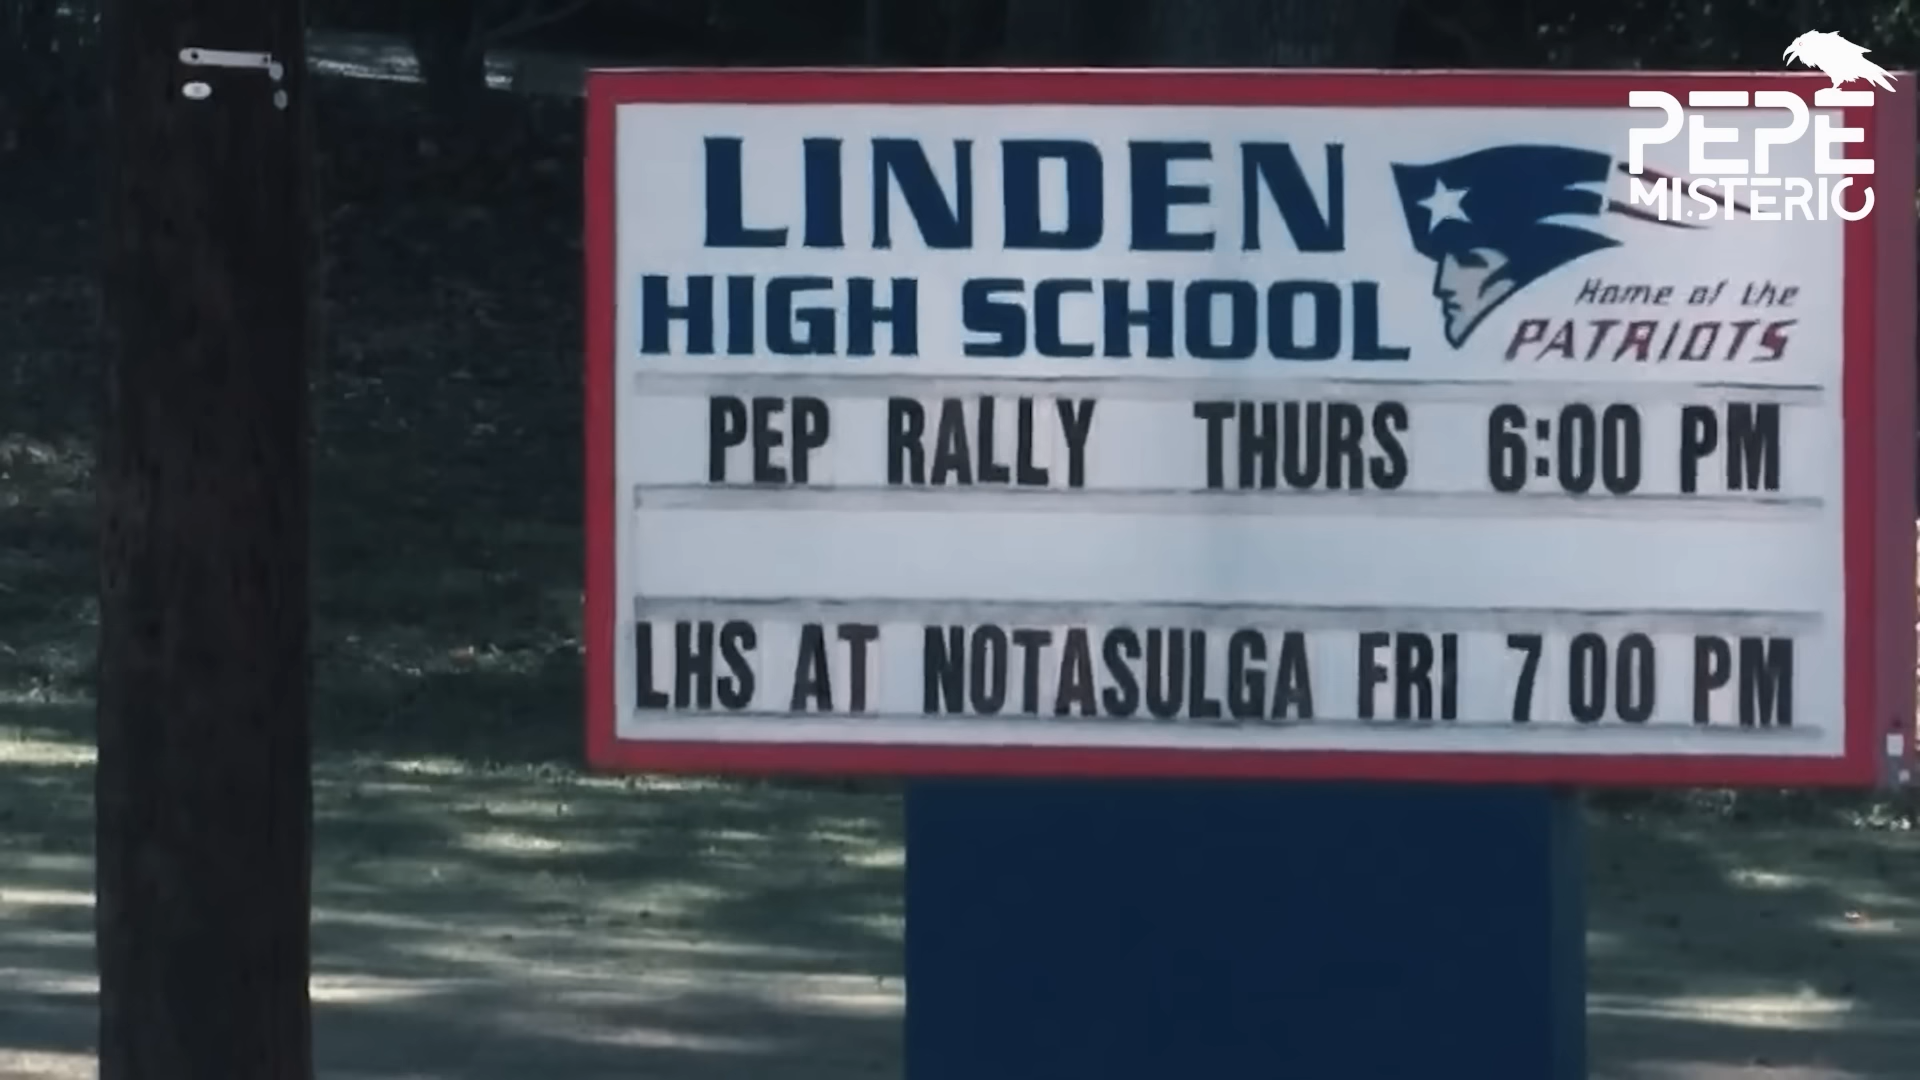 LINDEN
HIGH SCHOOL
Home of the
PATRIOTS
PEP RALLY THURS 6:00 PM
LHS AT NOTASULGA FRI 7 00 PM
PEPE
MISTERIO